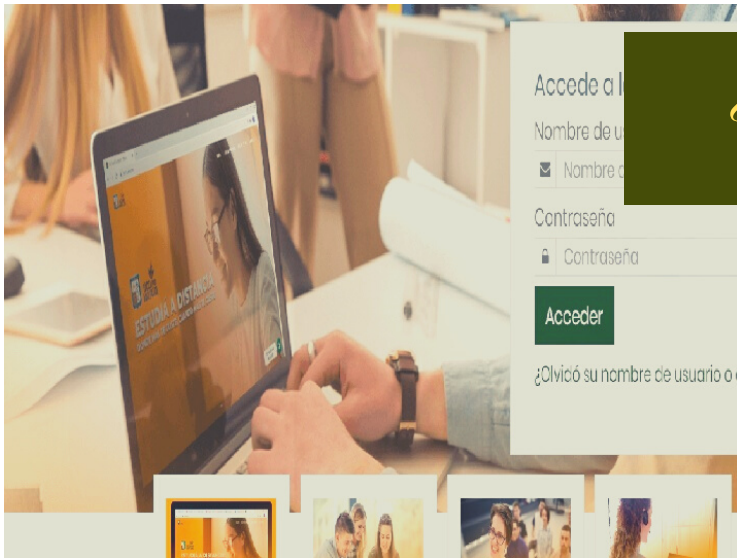 Accede a l
Nombre de u
Nombre
Contraseña
Contraseña
Acceder
¿Olvidó su nombre de usuario o
ESTUDIA A DISTANCIA